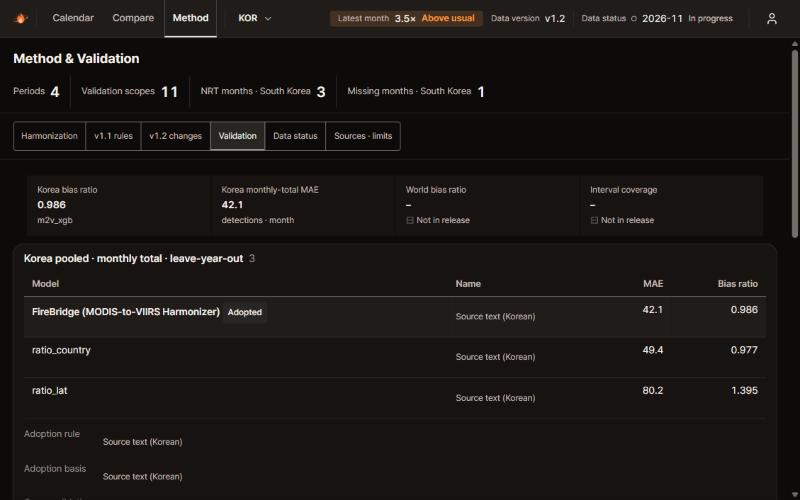 Calendar Compare Method KOR Latest month 3.5× Above usual Data version v1.2 Data status 2026-11 In progress
Method & Validation
Periods 4 Validation scopes 11 NRT months · South Korea 3 Missing months · South Korea 1
Harmonization v1.1 rules v1.2 changes Validation Data status Sources · limits
Korea bias ratio Korea monthly-total MAE World bias ratio Interval coverage
0.986 42.1 – –
m2v_xgb detections · month Not in release Not in release
Korea pooled · monthly total · leave-year-out 3
Model Name MAE Bias ratio
FireBridge (MODIS-to-VIIRS Harmonizer) Adopted Source text (Korean) 42.1 0.986
ratio_country Source text (Korean) 49.4 0.977
ratio_lat Source text (Korean) 80.2 1.395
Adoption rule Source text (Korean)
Adoption basis Source text (Korean)